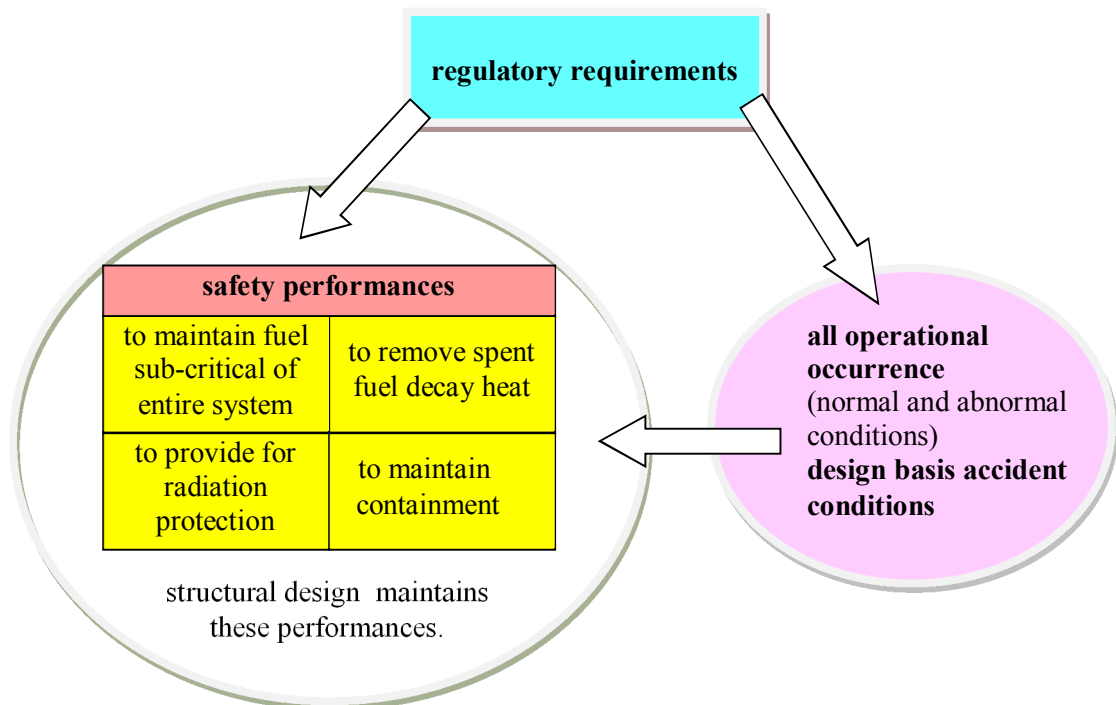 regulatory requirements
safety performances
to maintain fuel
sub-critical of
entire system
to remove spent
fuel decay heat
to provide for
radiation
protection
to maintain
containment
structural design maintains
these performances.
all operational
occurrence
(normal and abnormal
conditions)
design basis accident
conditions